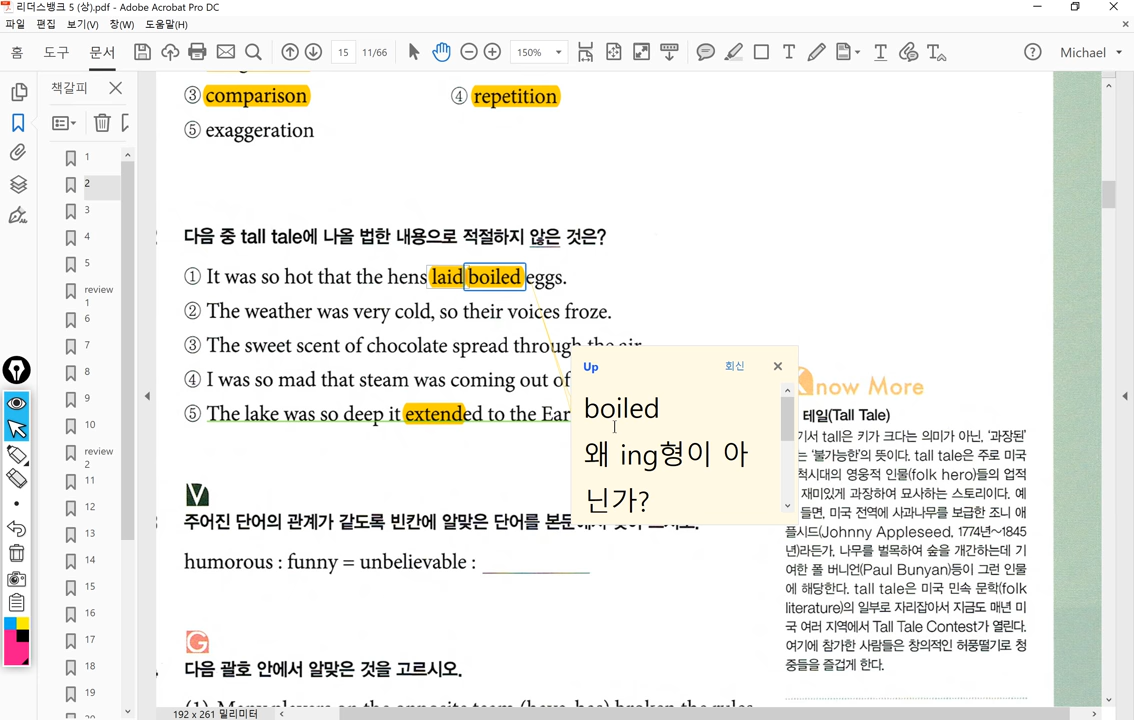 리더스뱅크 5 (상).pdf - Adobe Acrobat Pro DC
파일 편집 보기(V) 창(W) 도움말(H)
홈 도구 문서 15 11/66 150% Michael
책갈피
1
2
3
4
5
review 1
6
7
8
9
10
review 2
11
12
13
14
15
16
17
18
19
③ comparison ④ repetition
⑤ exaggeration
다음 중 tall tale에 나올 법한 내용으로 적절하지 않은 것은?
① It was so hot that the hens laid boiled eggs.
② The weather was very cold, so their voices froze.
③ The sweet scent of chocolate spread through the air.
④ I was so mad that steam was coming out of
⑤ The lake was so deep it extended to the Ear
Up 회신
boiled
왜 ing형이 아
닌가?
V
주어진 단어의 관계가 같도록 빈칸에 알맞은 단어를 본문에서 찾아 쓰시오.
humorous : funny = unbelievable :
G
다음 괄호 안에서 알맞은 것을 고르시오.
(1) Many players on the opposite team (have, has) broken the rules
Know More
테일(Tall Tale)
기서 tall은 키가 크다는 의미가 아닌, '과장된'
는 '불가능한'의 뜻이다. tall tale은 주로 미국
척시대의 영웅적 인물(folk hero)들의 업적
재미있게 과장하여 묘사하는 스토리이다. 예
들면, 미국 전역에 사과나무를 보급한 조니 애
플시드(Johnny Appleseed, 1774년~1845
년)라든가, 나무를 벌목하여 숲을 개간하는데 기
여한 폴 버니언(Paul Bunyan)등이 그런 인물
에 해당한다. tall tale은 미국 민속 문학(folk
literature)의 일부로 자리잡아서 지금도 매년 미
국 여러 지역에서 Tall Tale Contest가 열린다.
여기에 참가한 사람들은 창의적인 허풍떨기로 청
중들을 즐겁게 한다.
192 x 261 밀리미터